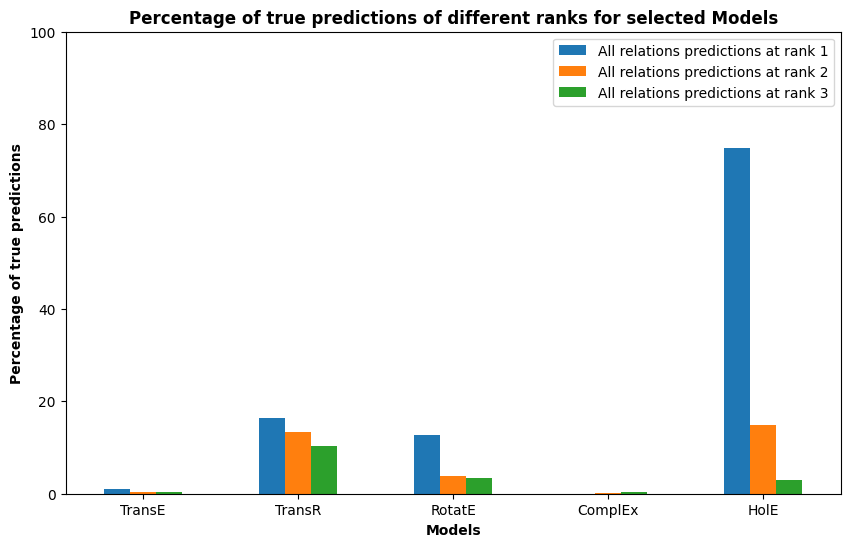 Percentage of true predictions of different ranks for selected Models
All relations predictions at rank 1
All relations predictions at rank 2
All relations predictions at rank 3
Percentage of true predictions
100
80
60
40
20
0
TransE
TransR
RotatE
ComplEx
HolE
Models